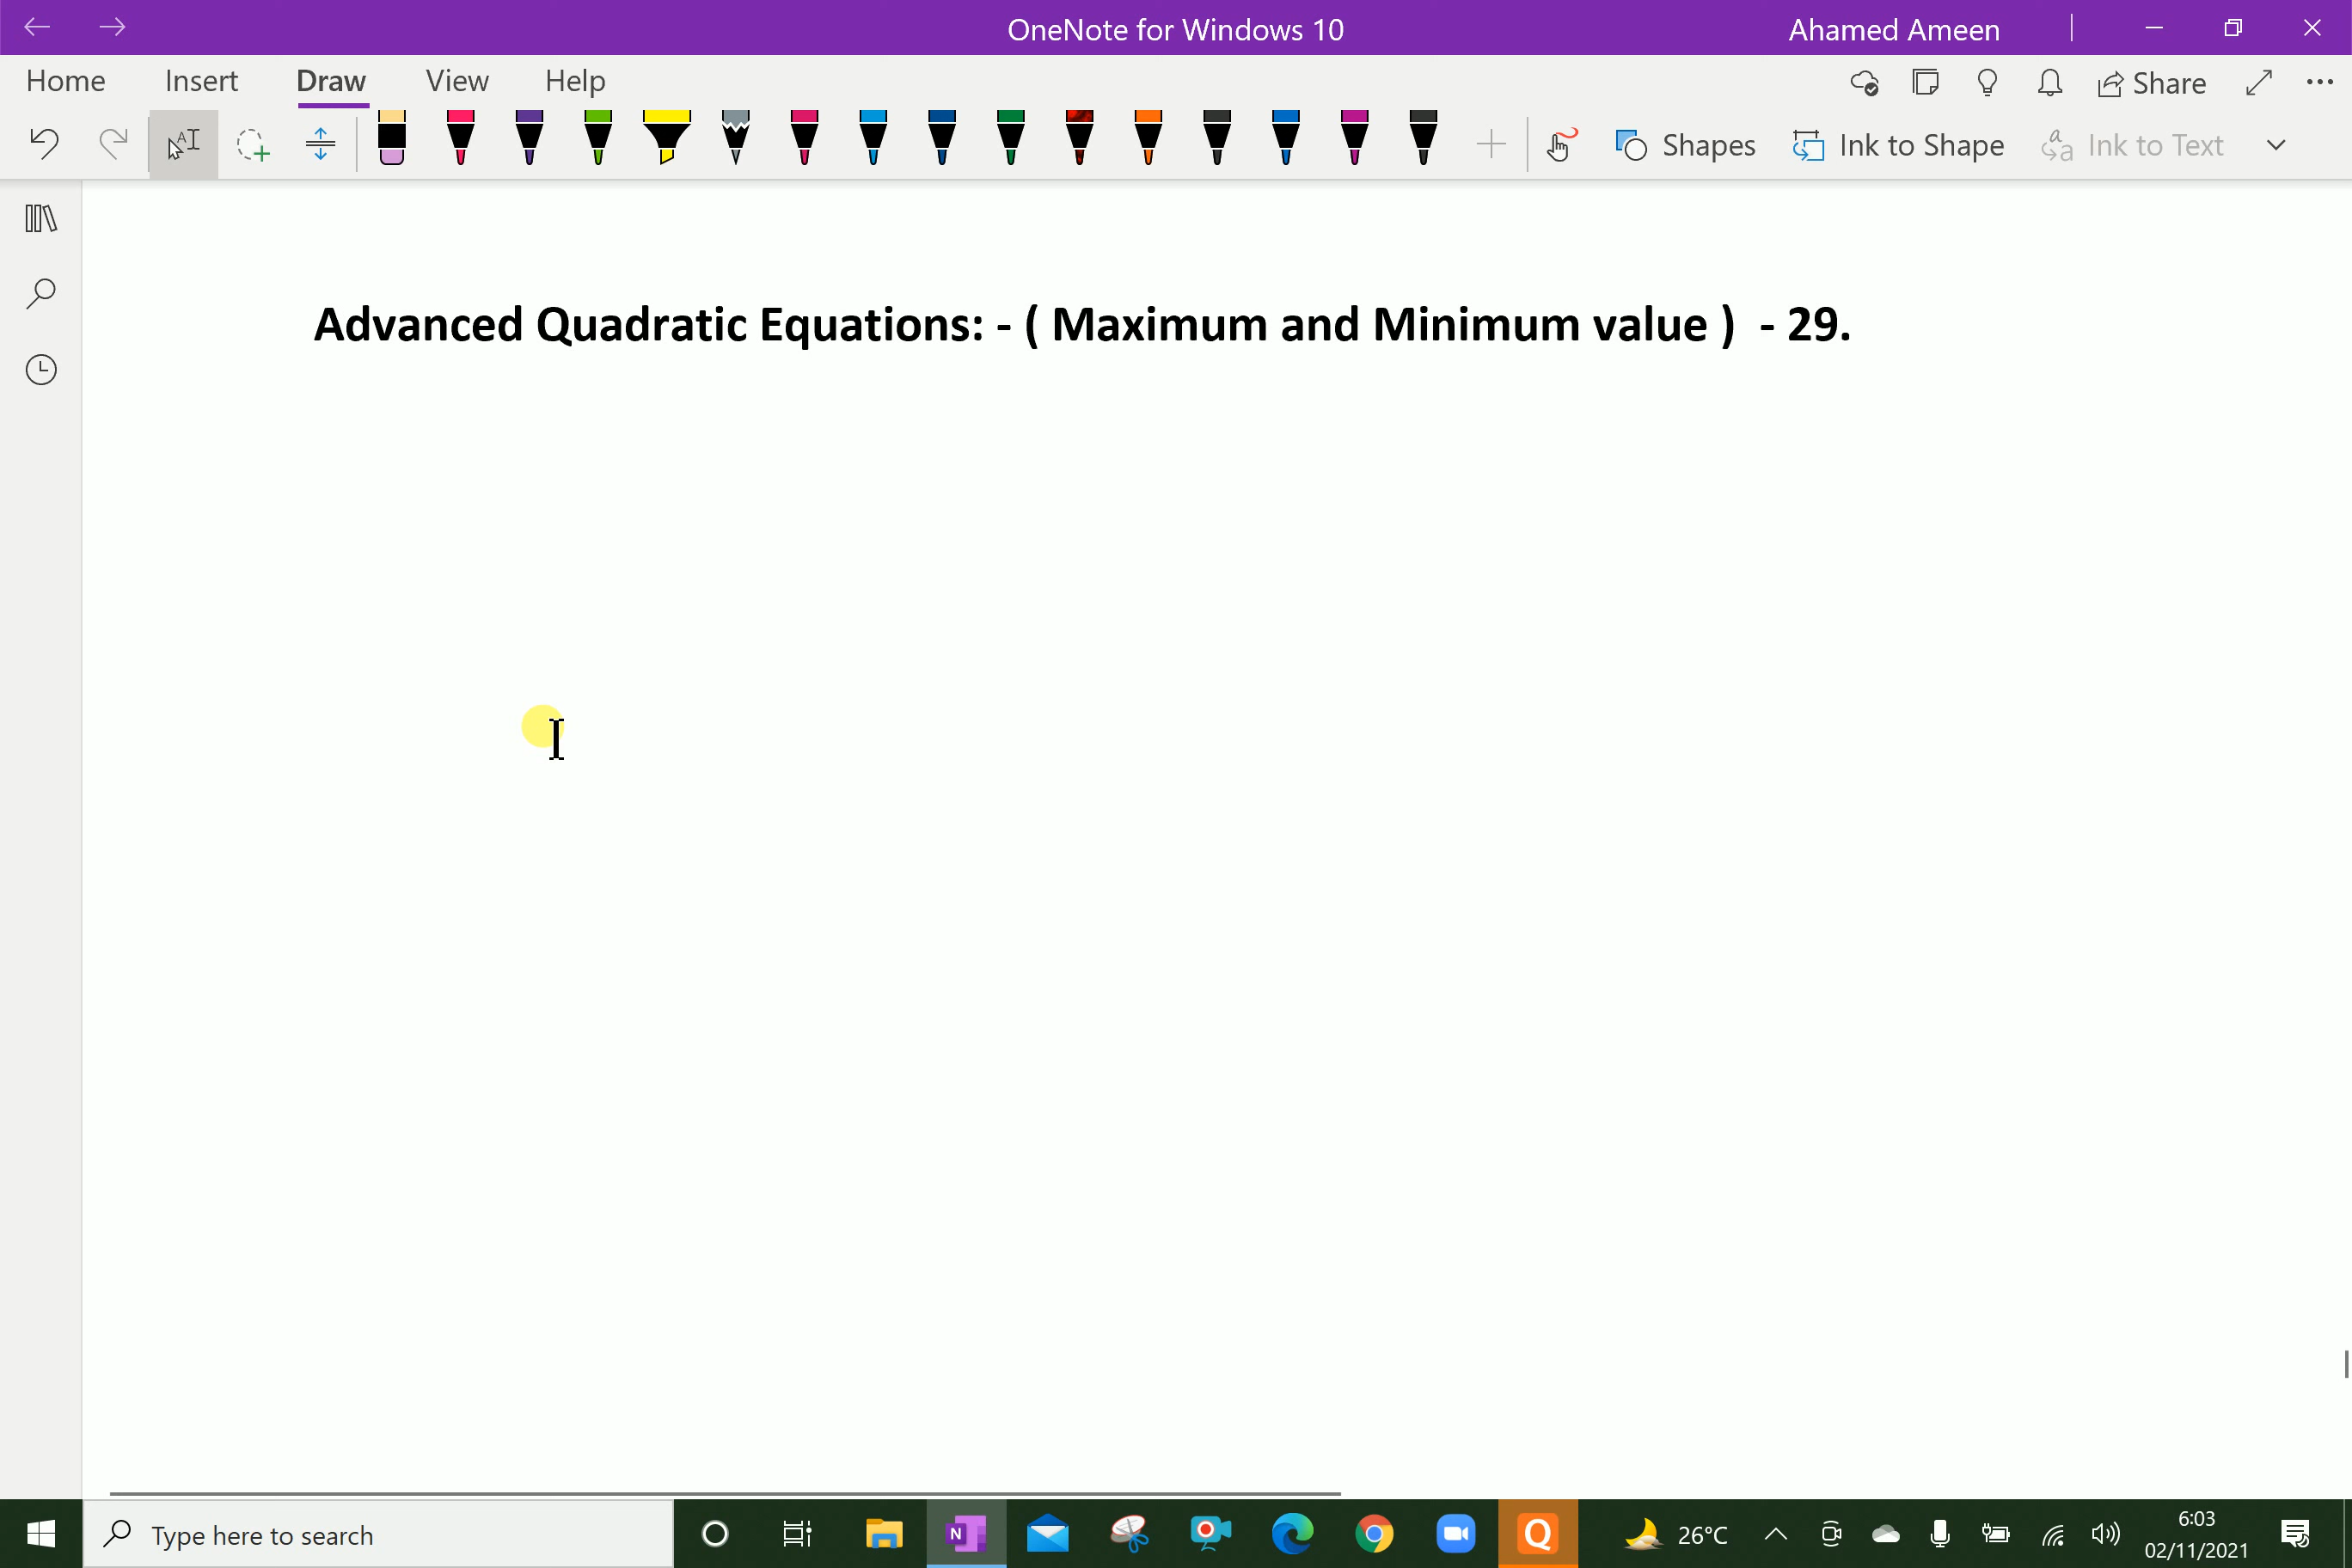 OneNote for Windows 10
Ahamed Ameen
Home Insert Draw View Help
Share
Shapes Ink to Shape Ink to Text
Advanced Quadratic Equations: - ( Maximum and Minimum value ) - 29.
Type here to search
26°C
6:03
02/11/2021